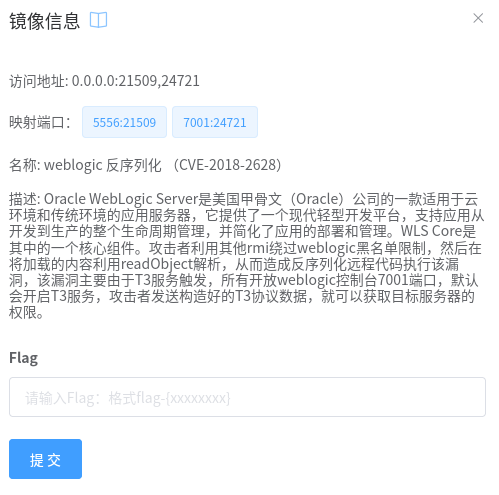 镜像信息
访问地址: 0.0.0.0:21509,24721
映射端口： 5556:21509 7001:24721
名称: weblogic 反序列化 （CVE-2018-2628）
描述: Oracle WebLogic Server是美国甲骨文（Oracle）公司的一款适用于云
环境和传统环境的应用服务器，它提供了一个现代轻型开发平台，支持应用从
开发到生产的整个生命周期管理，并简化了应用的部署和管理。WLS Core是
其中的一个核心组件。攻击者利用其他rmi绕过weblogic黑名单限制，然后在
将加载的内容利用readObject解析，从而造成反序列化远程代码执行该漏
洞，该漏洞主要由于T3服务触发，所有开放weblogic控制台7001端口，默认
会开启T3服务，攻击者发送构造好的T3协议数据，就可以获取目标服务器的
权限。
Flag
请输入Flag：格式flag-{xxxxxxxx}
提 交